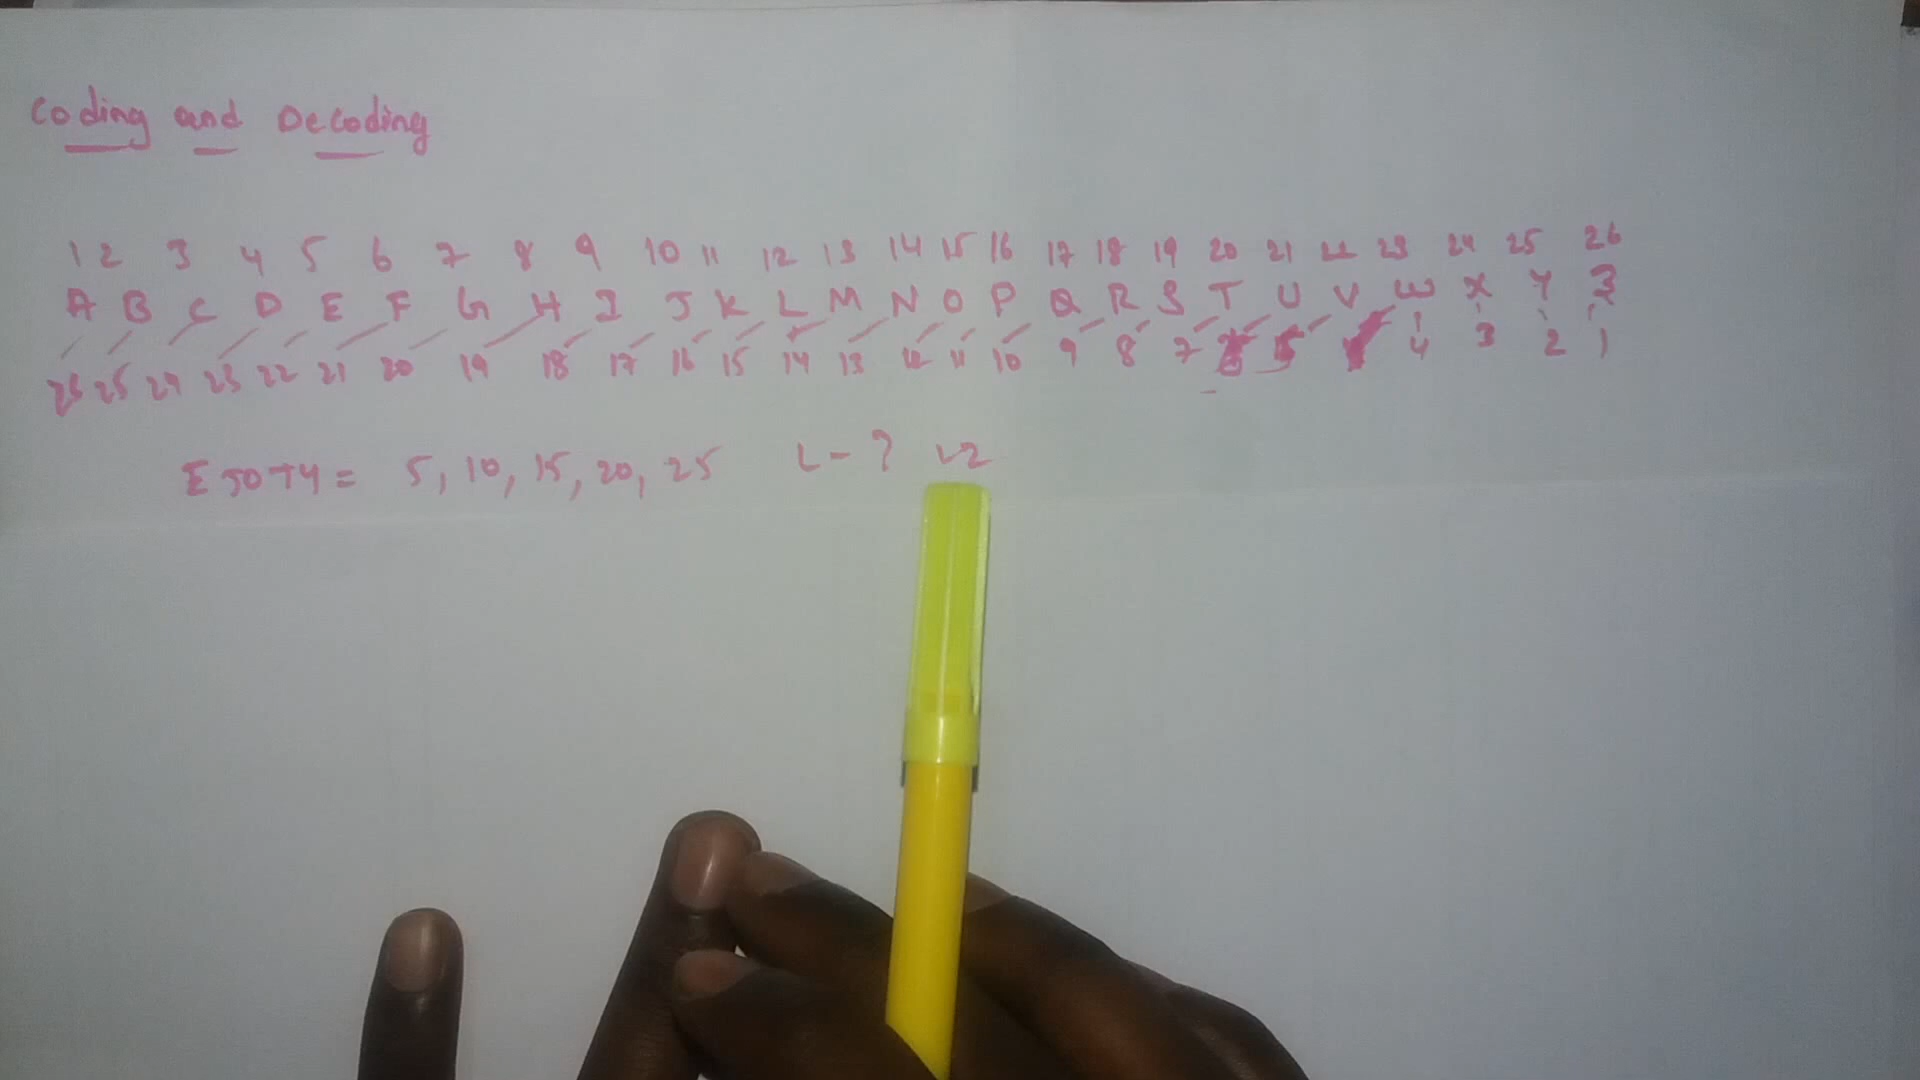 Coding and Decoding
1 2 3 4 5 6 7 8 9 10 11 12 13 14 15 16 17 18 19 20 21 22 23 24 25 26
A B C D E F G H I J K L M N O P Q R S T U V W X Y Z
26 25 24 23 22 21 20 19 18 17 16 15 14 13 12 11 10 9 8 7 6 5 4 3 2 1
EJOTY = 5, 10, 15, 20, 25 L - ? 12